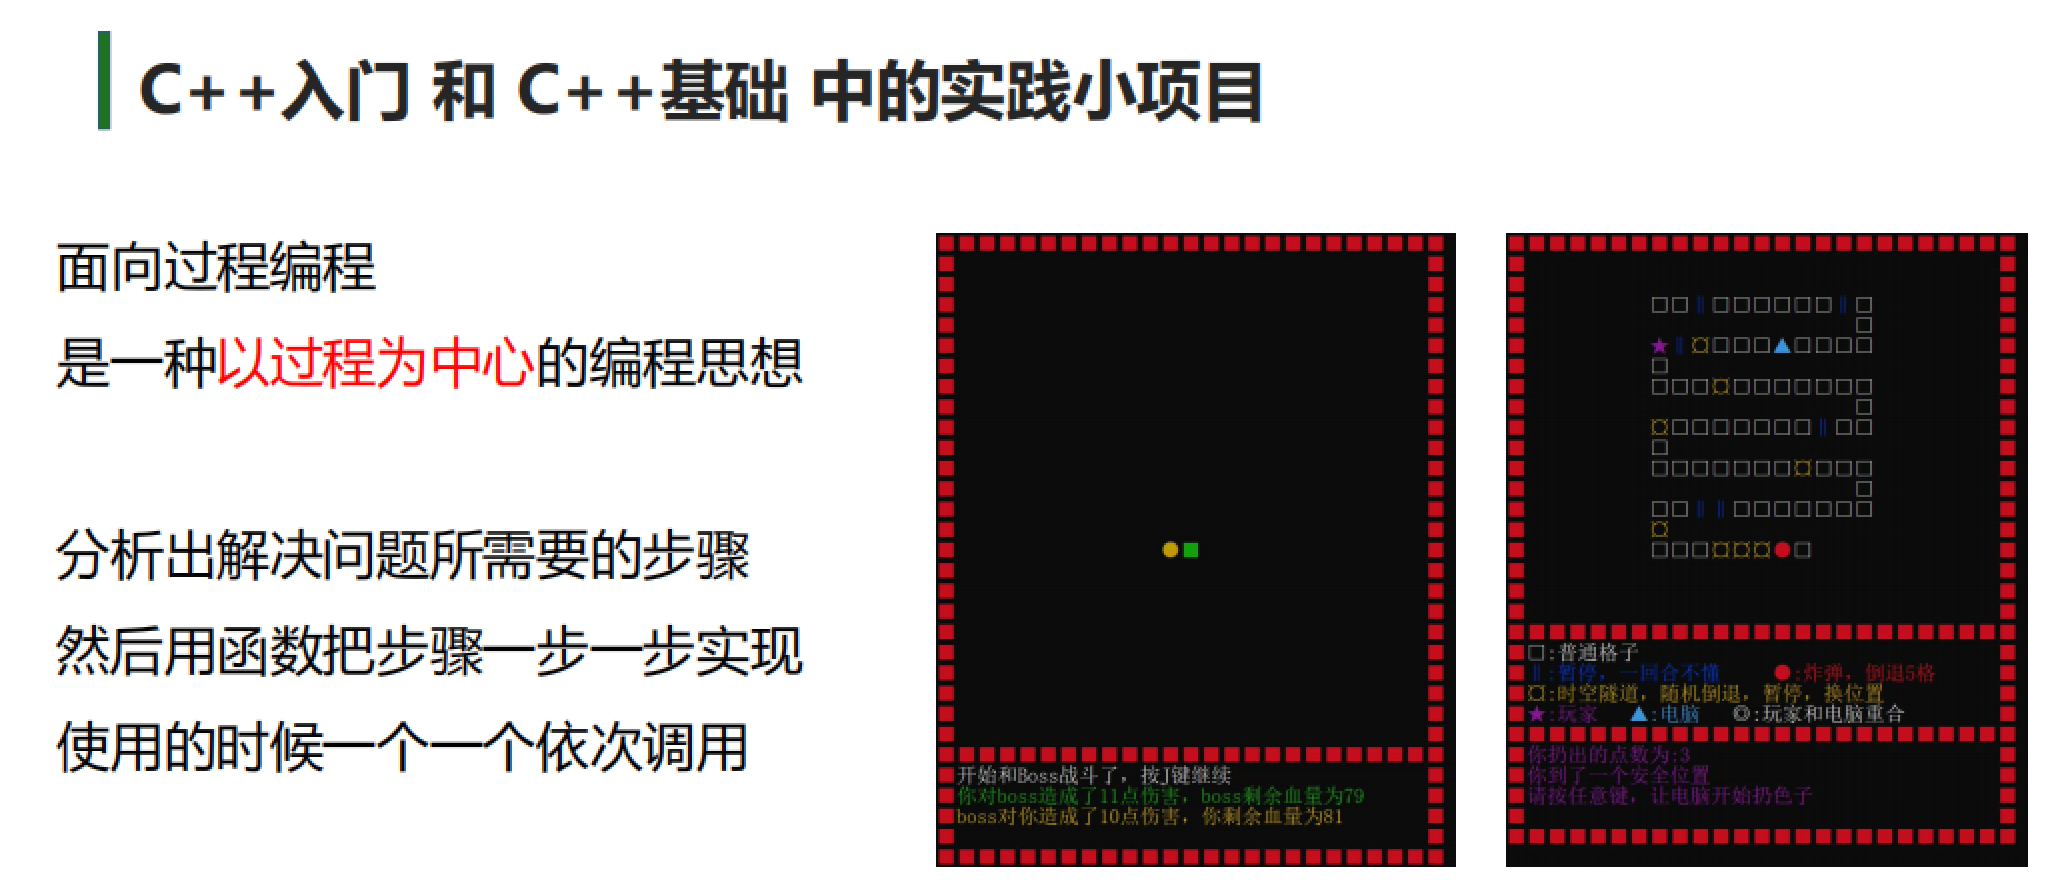 C++入门 和 C++基础 中的实践小项目
面向过程编程
是一种以过程为中心的编程思想
分析出解决问题所需要的步骤
然后用函数把步骤一步一步实现
使用的时候一个一个依次调用
开始和Boss战斗了，按J键继续
你对boss造成了11点伤害，boss剩余血量为79
boss对你造成了10点伤害，你剩余血量为81
□:普通格子
‖:暂停，一回合不懂 ●:炸弹，倒退5格
¤:时空隧道，随机倒退，暂停，换位置
★:玩家 ▲:电脑 ◎:玩家和电脑重合
你扔出的点数为:3
你到了一个安全位置
请按任意键，让电脑开始扔色子